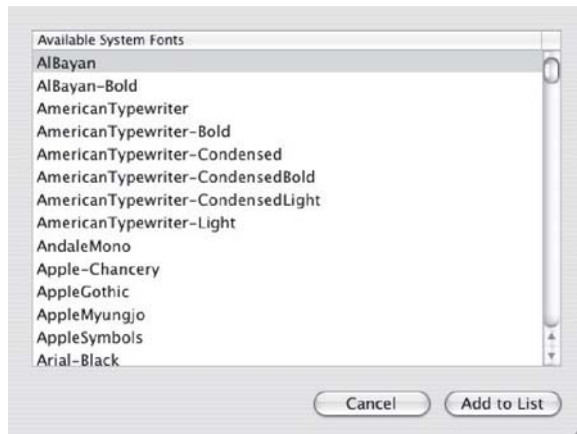 Available System Fonts
AlBayan
AlBayan-Bold
AmericanTypewriter
AmericanTypewriter-Bold
AmericanTypewriter-Condensed
AmericanTypewriter-CondensedBold
AmericanTypewriter-CondensedLight
AmericanTypewriter-Light
AndaleMono
Apple-Chancery
AppleGothic
AppleMyungjo
AppleSymbols
Arial-Black
Cancel Add to List